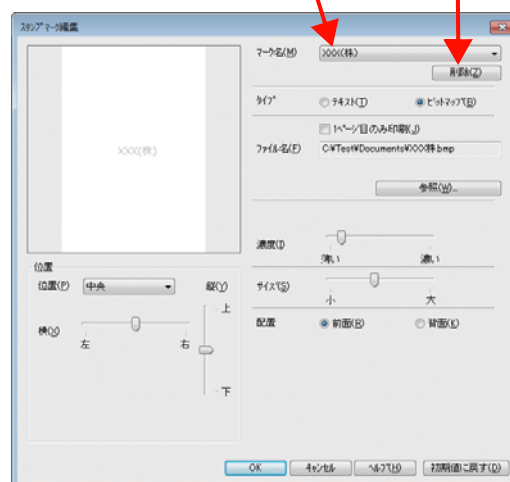 スタンプマーク編集
マーク名(M) XXX(株)
削除(Z)
タイプ テキスト(T) ビットマップ(B)
1ページ目のみ印刷(J)
ファイル名(F) C:¥Test¥Documents¥XXX株.bmp
参照(W)...
XXX(株)
濃度(I)
薄い 濃い
サイズ(S)
小 大
配置 前面(R) 背面(K)
位置
位置(P) 中央 縦(Y)
上
横(X)
左 右
下
OK キャンセル ヘルプ(H) 初期値に戻す(D)